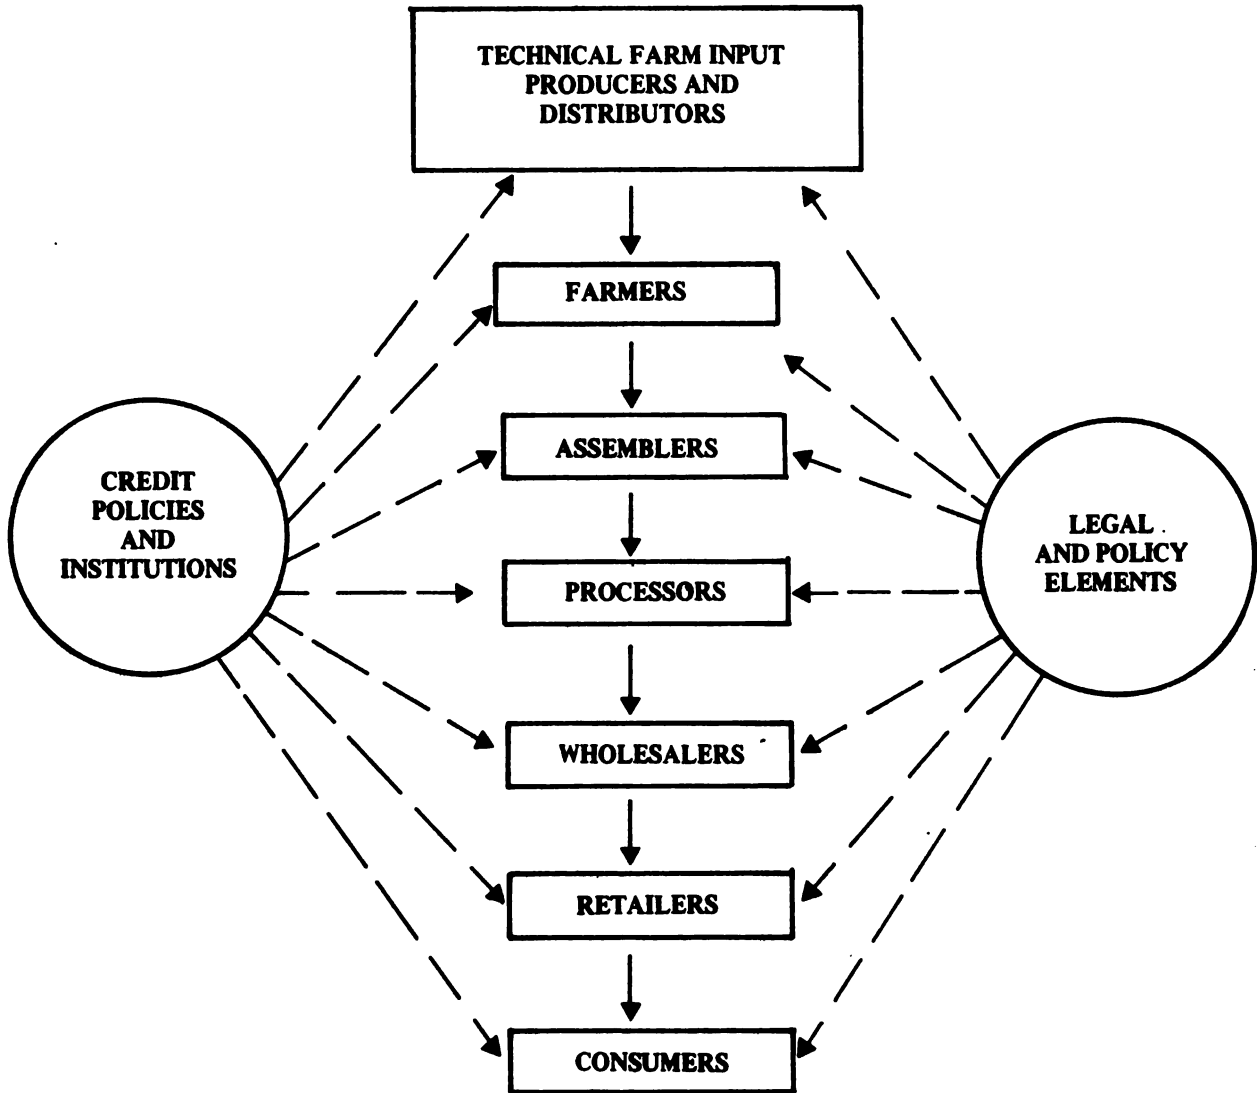 TECHNICAL FARM INPUT
PRODUCERS AND
DISTRIBUTORS
FARMERS
ASSEMBLERS
CREDIT
POLICIES
AND
INSTITUTIONS
LEGAL
AND POLICY
ELEMENTS
PROCESSORS
WHOLESALERS
RETAILERS
CONSUMERS